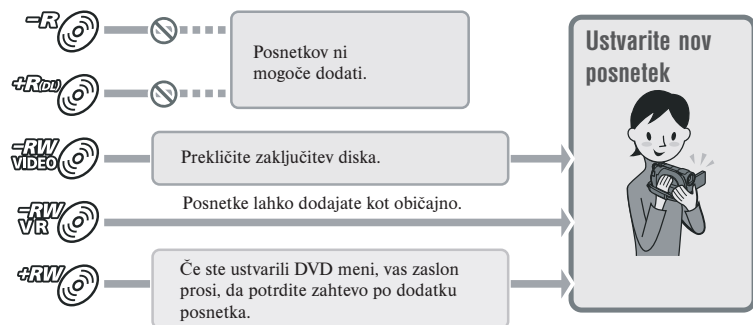 -R
Posnetkov ni
mogoče dodati.
+R(DL)
-RW
VIDEO
Prekličite zaključitev diska.
-RW
VR
Posnetke lahko dodajate kot običajno.
+RW
Če ste ustvarili DVD meni, vas zaslon
prosi, da potrdite zahtevo po dodatku
posnetka.
Ustvarite nov
posnetek